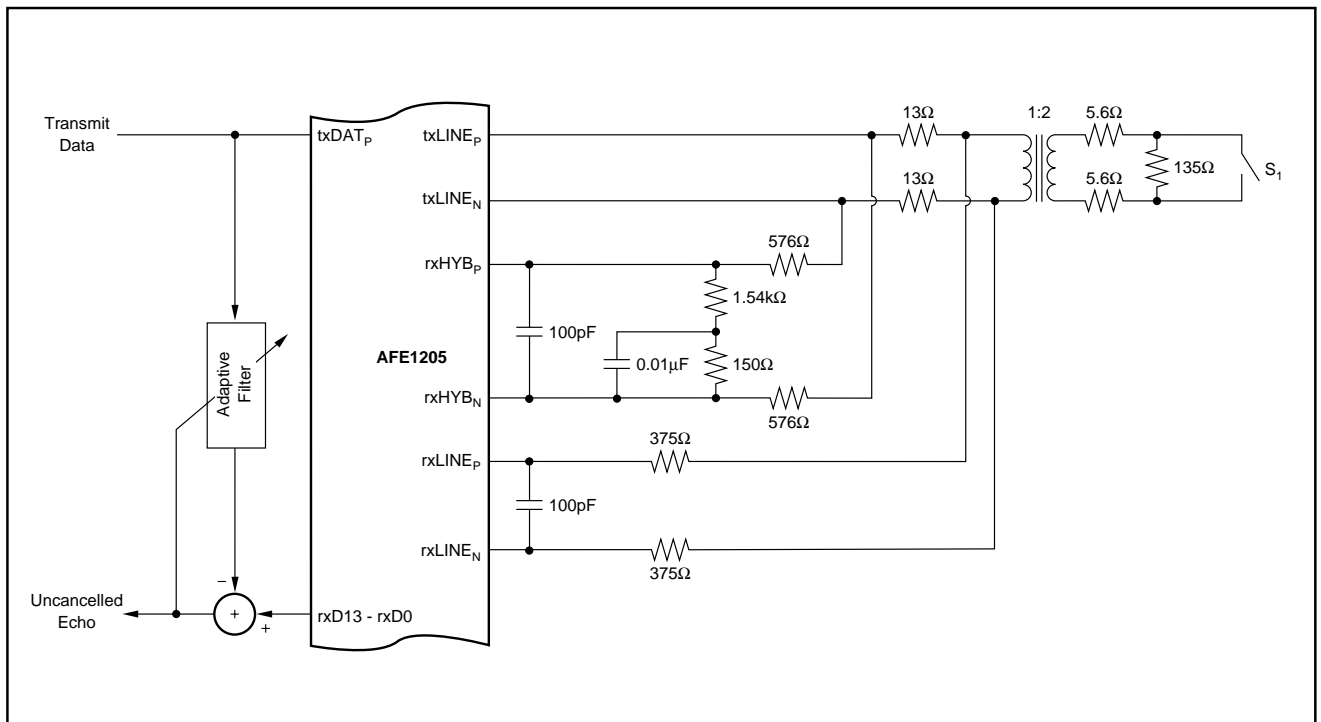 Transmit
Data
txDATP
txLINEP
13Ω
1:2
5.6Ω
135Ω
S1
txLINEN
13Ω
5.6Ω
rxHYBP
576Ω
1.54kΩ
100pF
AFE1205
0.01μF
150Ω
Adaptive
Filter
rxHYBN
576Ω
375Ω
rxLINEP
100pF
rxLINEN
375Ω
Uncancelled
Echo
–
+
+
rxD13 - rxD0